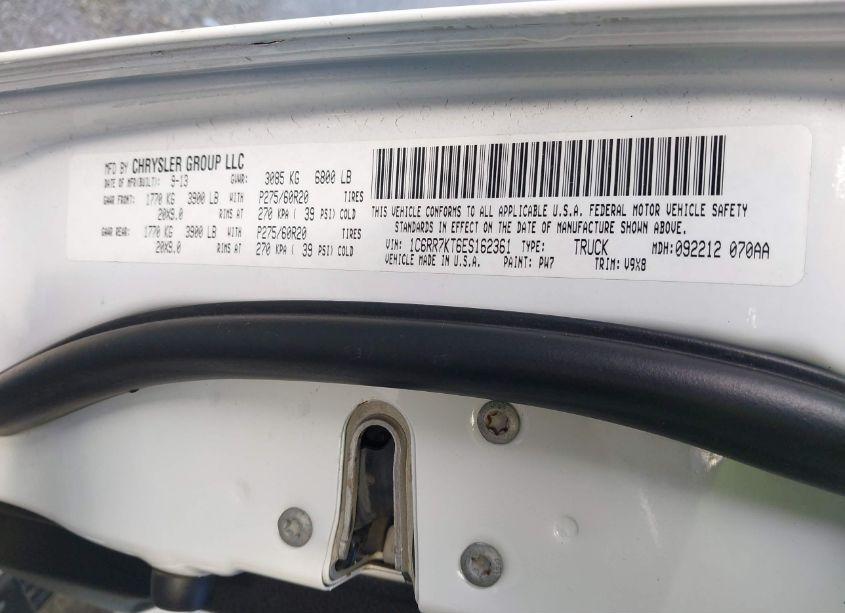 MFD BY CHRYSLER GROUP LLC
DATE OF MFR(BUILT): 9-13 GVWR: 3085 KG 6800 LB
GAWR FRONT: 1770 KG 3900 LB WITH P275/60R20 TIRES
20X9.0 RIMS AT 270 KPA ( 39 PSI) COLD
GAWR REAR: 1770 KG 3900 LB WITH P275/60R20 TIRES
20X9.0 RIMS AT 270 KPA ( 39 PSI) COLD
THIS VEHICLE CONFORMS TO ALL APPLICABLE U.S.A. FEDERAL MOTOR VEHICLE SAFETY
STANDARDS IN EFFECT ON THE DATE OF MANUFACTURE SHOWN ABOVE.
VIN: 1C6RR7KT6ES162361 TYPE: TRUCK MDH:092212 070AA
VEHICLE MADE IN U.S.A. PAINT: PW7 TRIM: V9X8